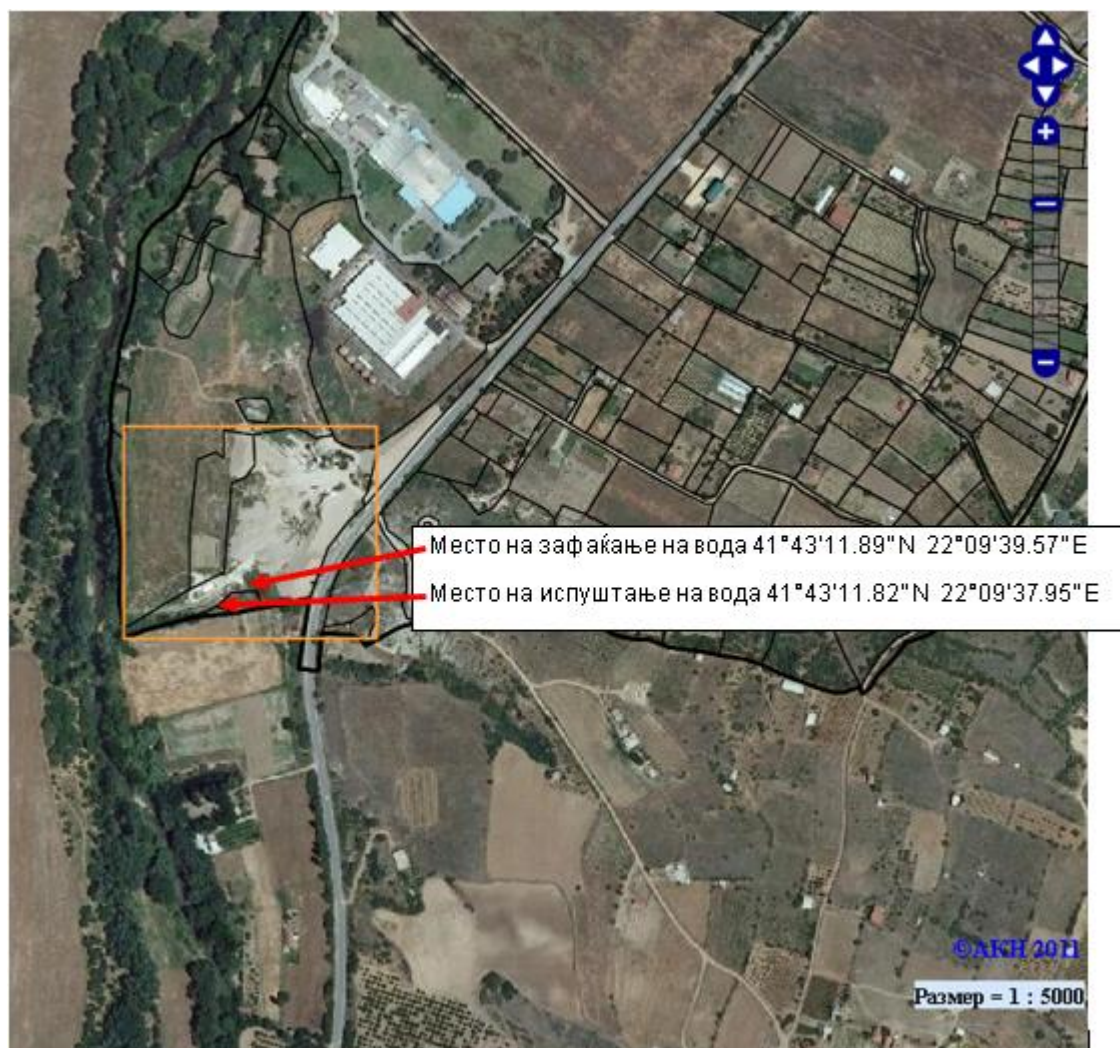 Место на зафаќање на вода 41°43'11.89"N 22°09'39.57"E
Место на испуштање на вода 41°43'11.82"N 22°09'37.95"E
©АКН 2011
Размер = 1 : 5000